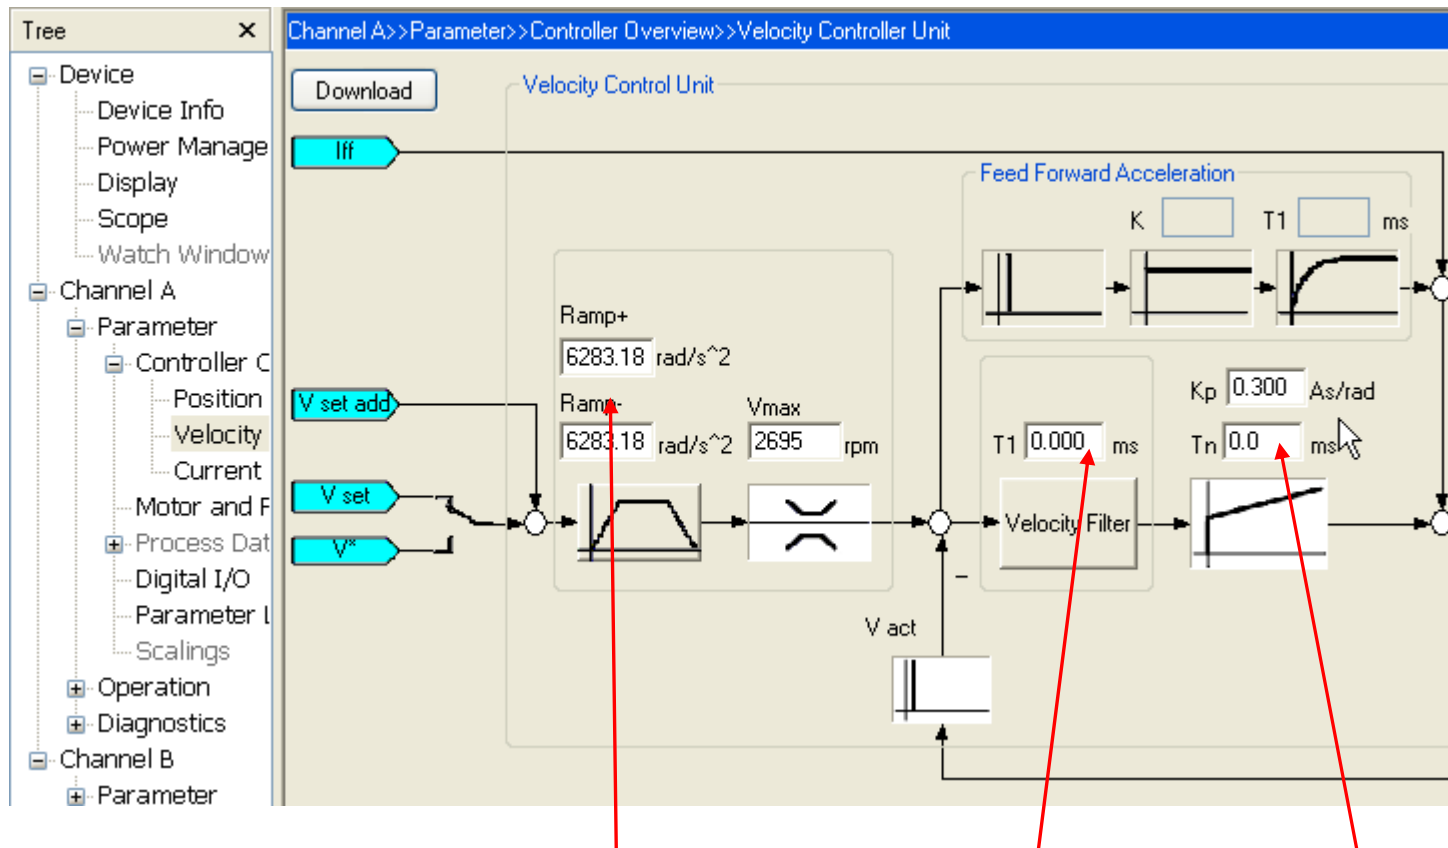 Tree
Device
Device Info
Power Manage
Display
Scope
Watch Window
Channel A
Parameter
Controller C
Position
Velocity
Current
Motor and F
Process Dat
Digital I/O
Parameter L
Scalings
Operation
Diagnostics
Channel B
Parameter
Channel A>>Parameter>>Controller Overview>>Velocity Controller Unit
Download
Velocity Control Unit
Iff
Feed Forward Acceleration
K
T1 ms
Ramp+
6283.18 rad/s^2
Ramp-
6283.18 rad/s^2
Vmax
2695 rpm
V set add
V set
V*
T1 0.000 ms
Velocity Filter
Kp 0.300 As/rad
Tn 0.0 ms
–
V act